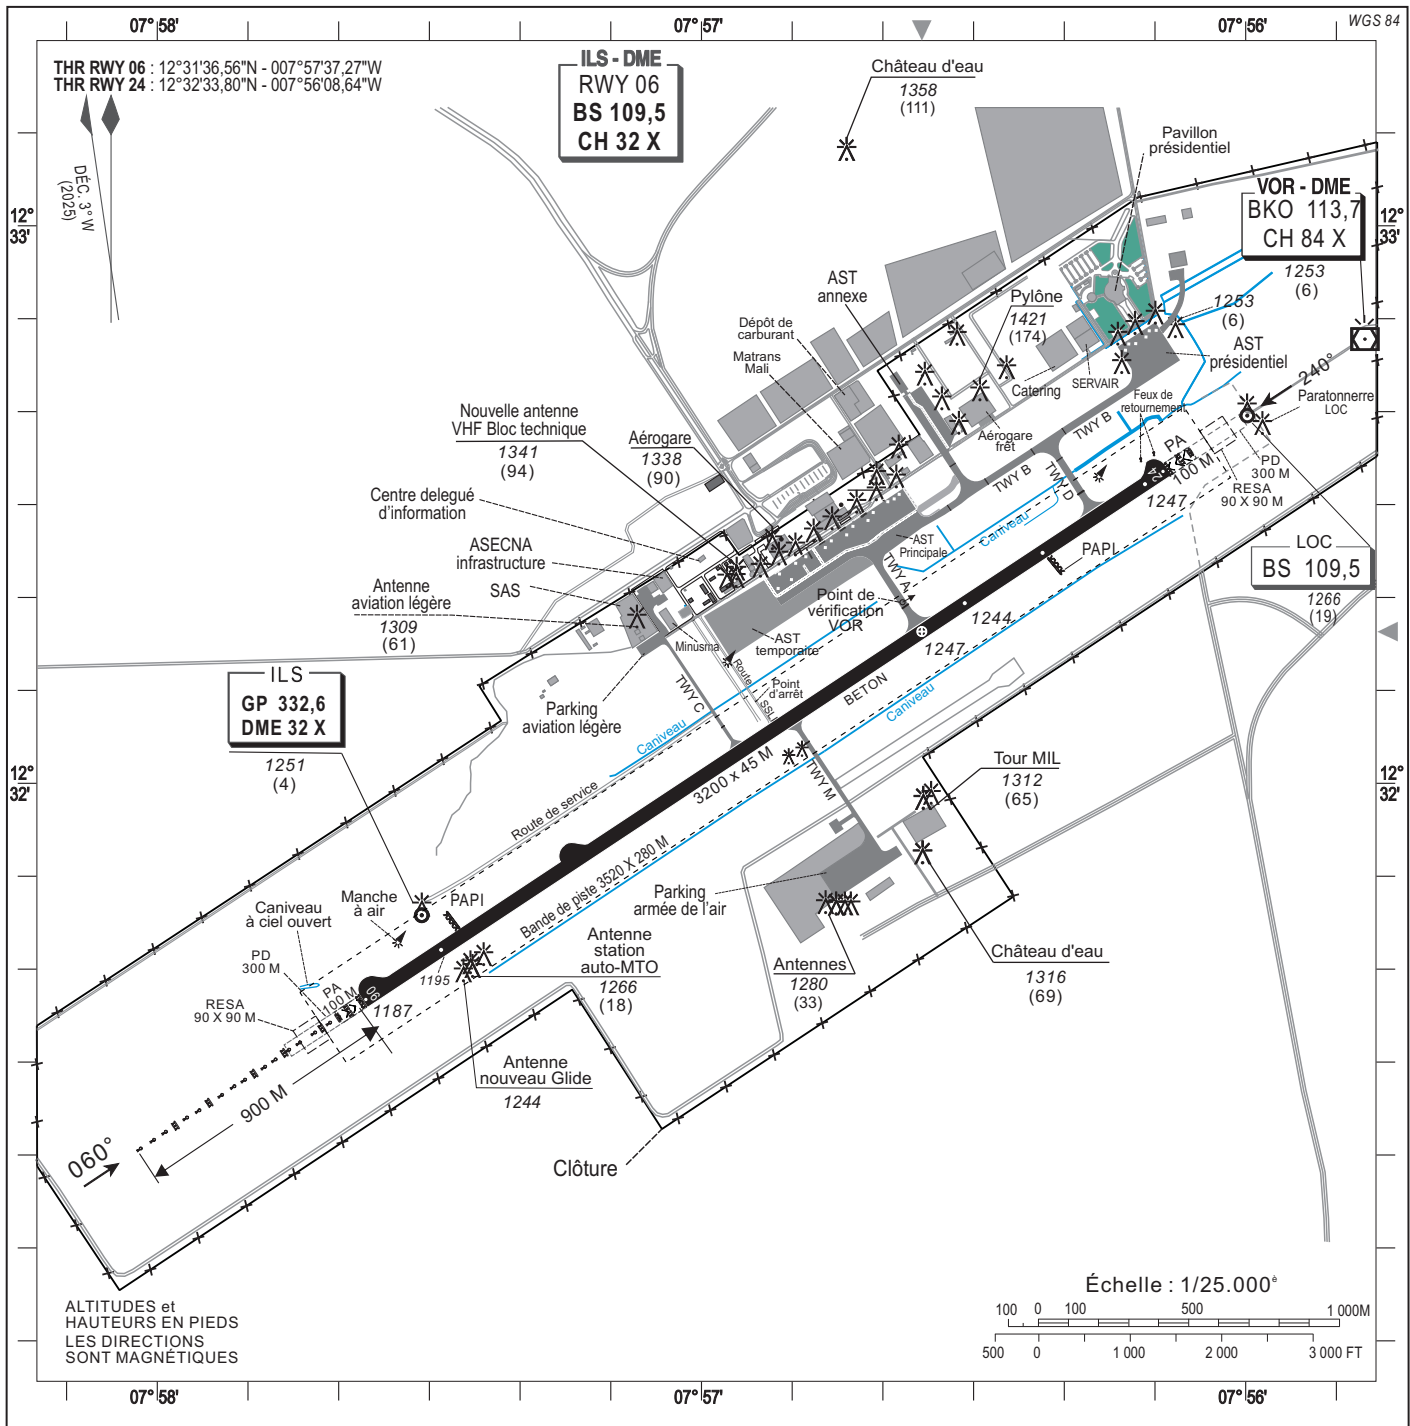 07°58'
07°57'
07°56'
WGS 84
THR RWY 06 : 12°31'36,56"N - 007°57'37,27"W
THR RWY 24 : 12°32'33,80"N - 007°56'08,64"W
DÉC. 3° W
(2025)
ILS - DME
RWY 06
BS 109,5
CH 32 X
Château d'eau
1358
(111)
Pavillon
présidentiel
VOR - DME
BKO 113,7
CH 84 X
1253
(6)
12°
33'
12°
33'
1253
(6)
AST
annexe
Pylône
1421
(174)
AST
présidentiel
Dépôt de
carburant
Matrans
Mali
Catering
SERVAIR
240°
Feux de
retournement
Paratonnerre
LOC
Nouvelle antenne
VHF Bloc technique
1341
(94)
Aérogare
1338
(90)
Aérogare
frêt
TWY B
TWY B
TWY D
PA
100 M
PD
300 M
RESA
90 X 90 M
24
1247
Centre delegué
d'information
ASECNA
infrastructure
SAS
Antenne
aviation légère
1309
(61)
AST
Principale
Caniveau
PAPI
LOC
BS 109,5
1266
(19)
TWY A
Point de
vérification
VOR
1244
1247
Minusma
AST
temporaire
Route
SSLI
Point
d'arrêt
BETON
Caniveau
TWY C
Parking
aviation légère
Caniveau
ILS
GP 332,6
DME 32 X
1251
(4)
3200 x 45 M
TWY M
Tour MIL
1312
(65)
12°
32'
12°
32'
Route de service
Bande de piste 3520 X 280 M
Parking
armée de l'air
Manche
à air
PAPI
Caniveau
à ciel ouvert
PD
300 M
PA
100 M
RESA
90 X 90 M
06
1187
1195
Antenne
station
auto-MTO
1266
(18)
Antennes
1280
(33)
Château d'eau
1316
(69)
Antenne
nouveau Glide
1244
900 M
060°
Clôture
ALTITUDES et
HAUTEURS EN PIEDS
LES DIRECTIONS
SONT MAGNÉTIQUES
Échelle : 1/25.000è
100 0 100 500 1 000M
500 0 1 000 2 000 3 000 FT
07°58'
07°57'
07°56'